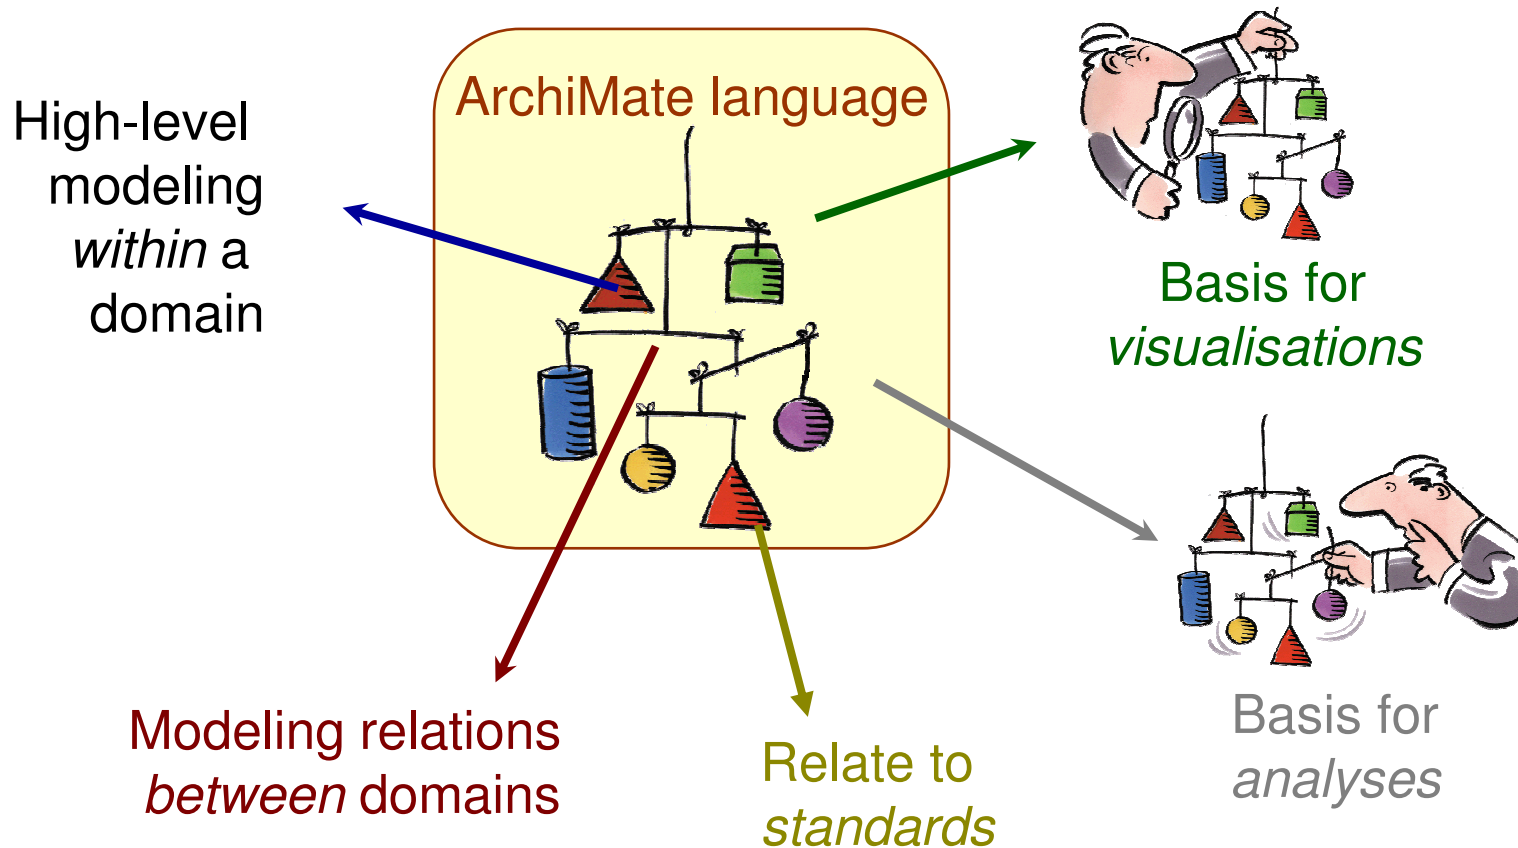 ArchiMate language
High-level
modeling
within a
domain
Basis for
visualisations
Modeling relations
between domains
Relate to
standards
Basis for
analyses